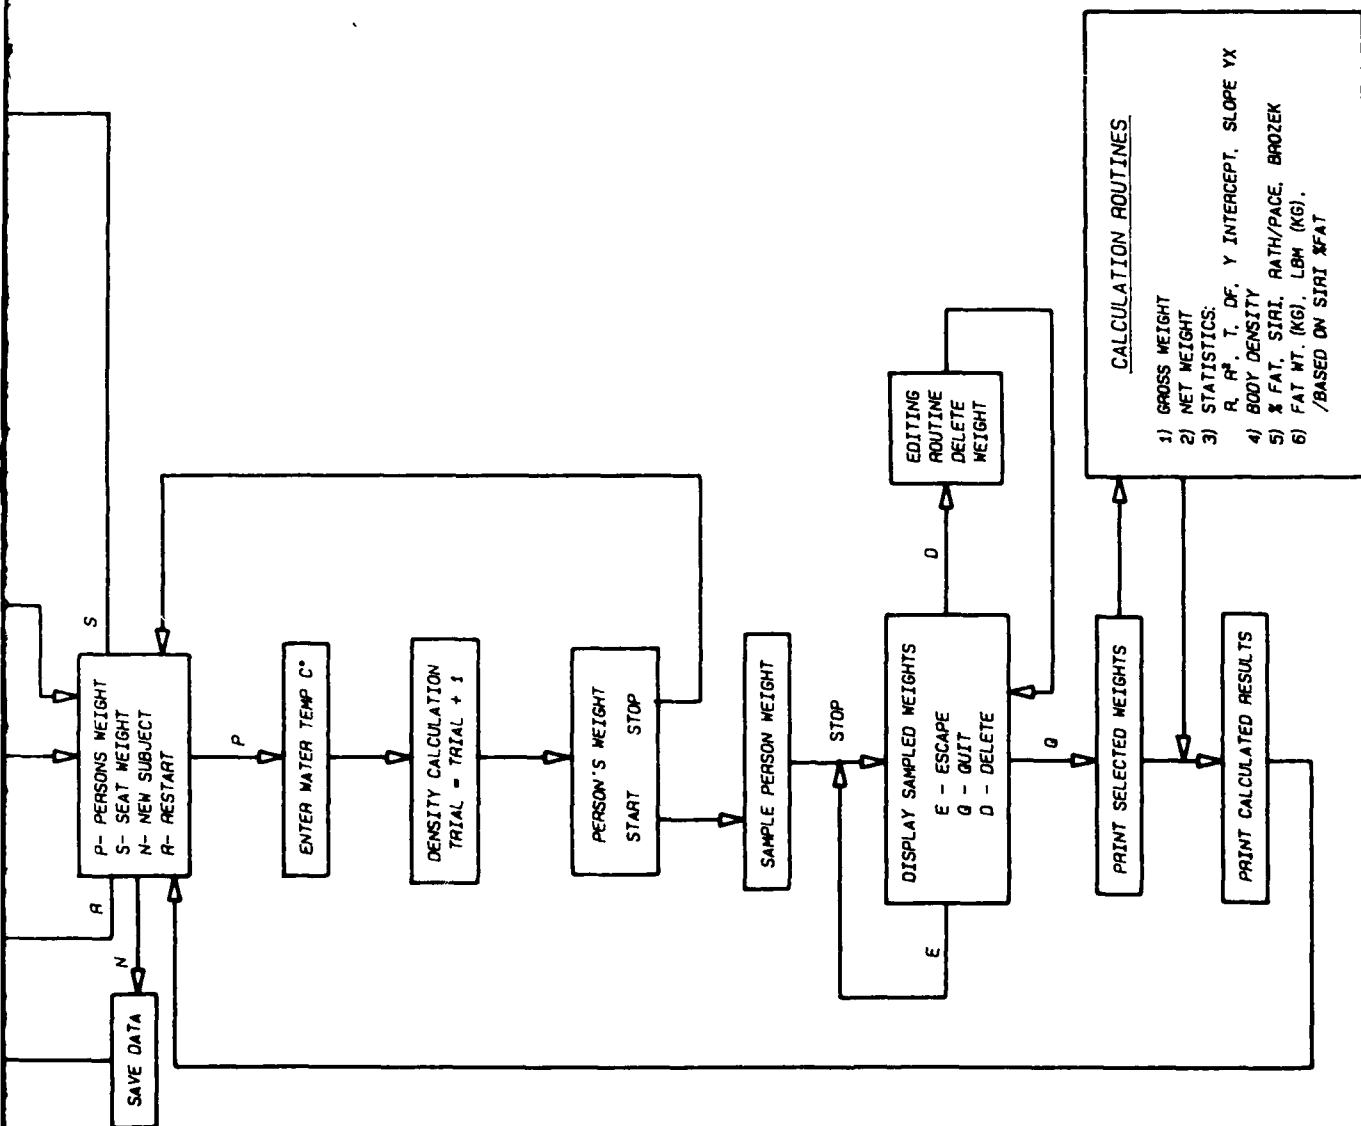 P- PERSONS WEIGHT
S- SEAT WEIGHT
N- NEW SUBJECT
R- RESTART
S
R
N
P
SAVE DATA
ENTER WATER TEMP C°
DENSITY CALCULATION
TRIAL = TRIAL + 1
PERSON'S WEIGHT
START STOP
SAMPLE PERSON WEIGHT
STOP
DISPLAY SAMPLED WEIGHTS
E - ESCAPE
Q - QUIT
D - DELETE
E
D
Q
EDITING
ROUTINE
DELETE
WEIGHT
PRINT SELECTED WEIGHTS
PRINT CALCULATED RESULTS
CALCULATION ROUTINES
1) GROSS WEIGHT
2) NET WEIGHT
3) STATISTICS:
R, R², T, DF, Y INTERCEPT, SLOPE YX
4) BODY DENSITY
5) % FAT, SIRI, RATH/PACE, BROZEK
6) FAT WT. (KG), LBM (KG),
/BASED ON SIRI %FAT